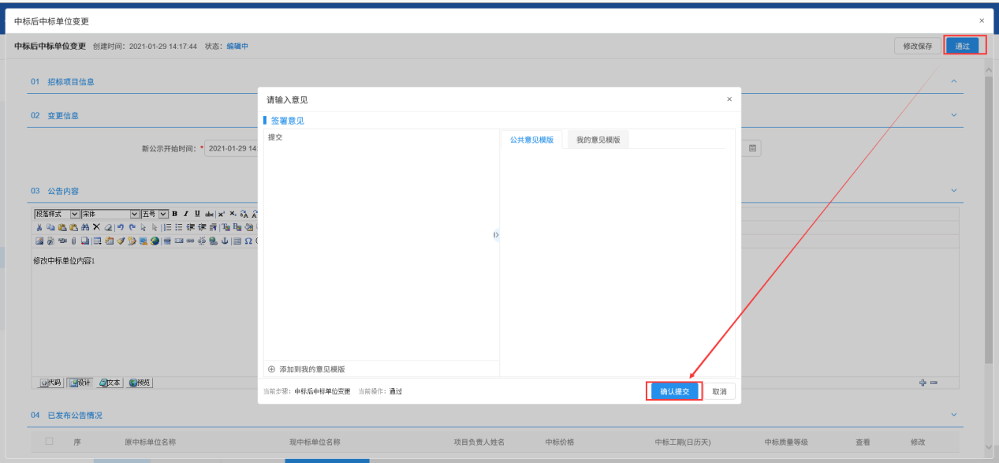 中标后中标单位变更
中标后中标单位变更 创建时间：2021-01-29 14:17:44 状态：编辑中 修改保存 通过
01 招标项目信息
请输入意见
02 变更信息
签署意见
提交
公共意见模版 我的意见模版
新公示开始时间：* 2021-01-29 14:
03 公告内容
段落样式 宋体 五号
修改中标单位内容1
添加到我的意见模版
代码 设计 文本 预览
当前步骤：中标后中标单位变更 当前操作：通过 确认提交 取消
04 已发布公告情况
序 原中标单位名称 现中标单位名称 项目负责人姓名 中标价格 中标工期(日历天) 中标质量等级 查看 修改